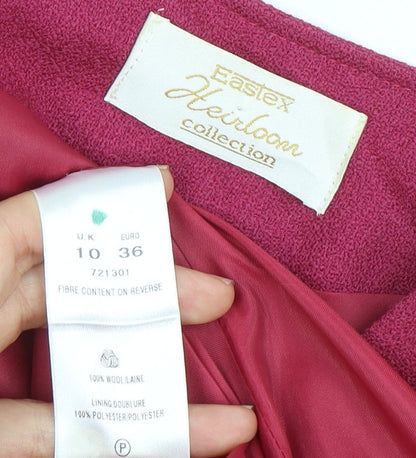 Eastex
Heirloom
collection
U.K. EURO
10 36
721301
FIBRE CONTENT ON REVERSE
100% WOOL/LAINE
LINING DOUBLURE
100% POLYESTER/POLYESTER
P